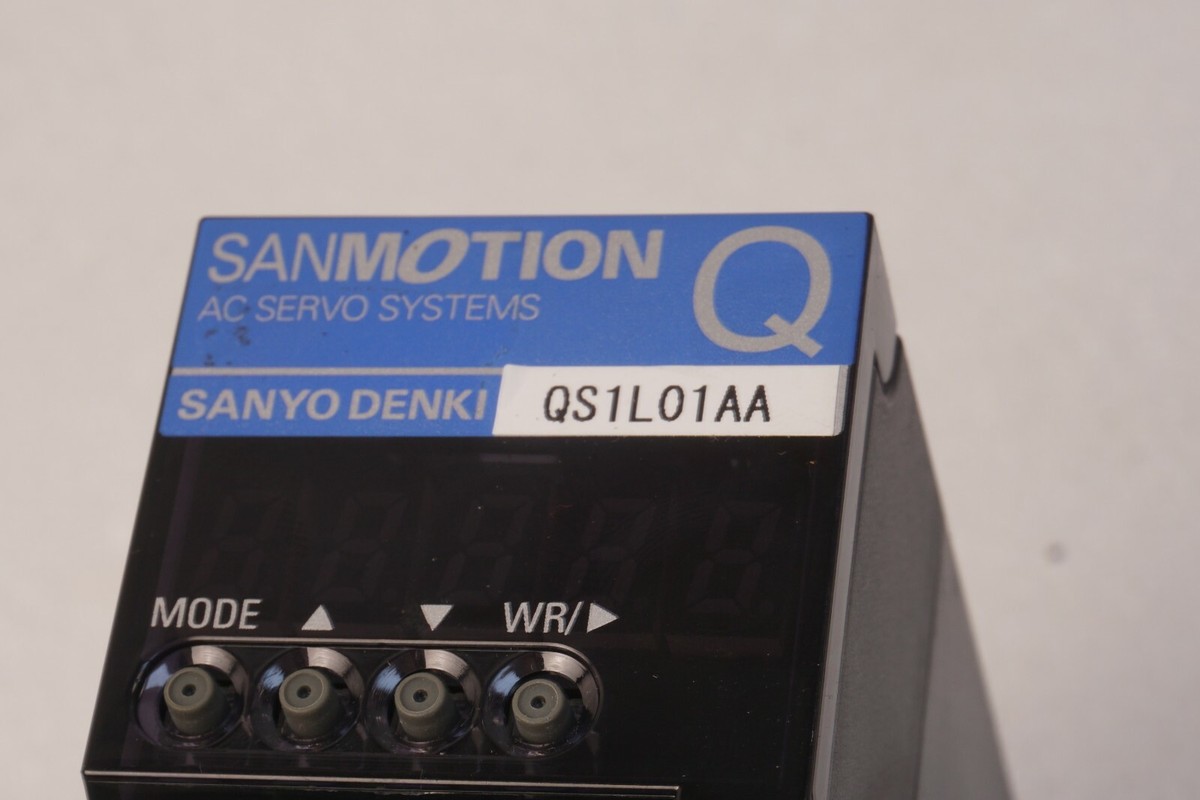 SANMOTION Q
AC SERVO SYSTEMS
SANYO DENKI QS1L01AA
MODE ▲ ▼ WR/▶